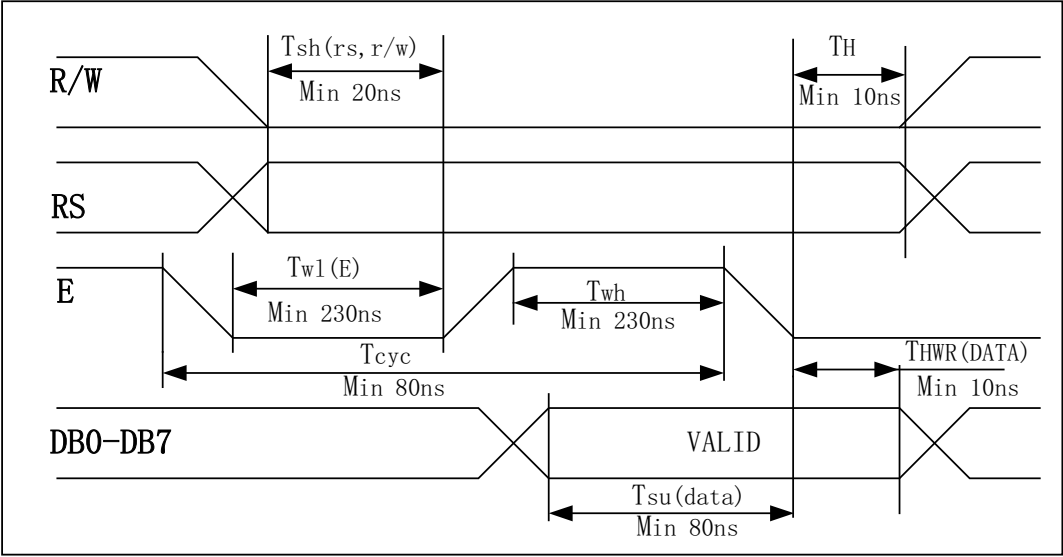 Tsh(rs,r/w)
TH
R/W
Min 20ns
Min 10ns
RS
Twl(E)
E
Twh
Min 230ns
Min 230ns
Tcyc
THWR(DATA)
Min 80ns
Min 10ns
DB0-DB7
VALID
Tsu(data)
Min 80ns